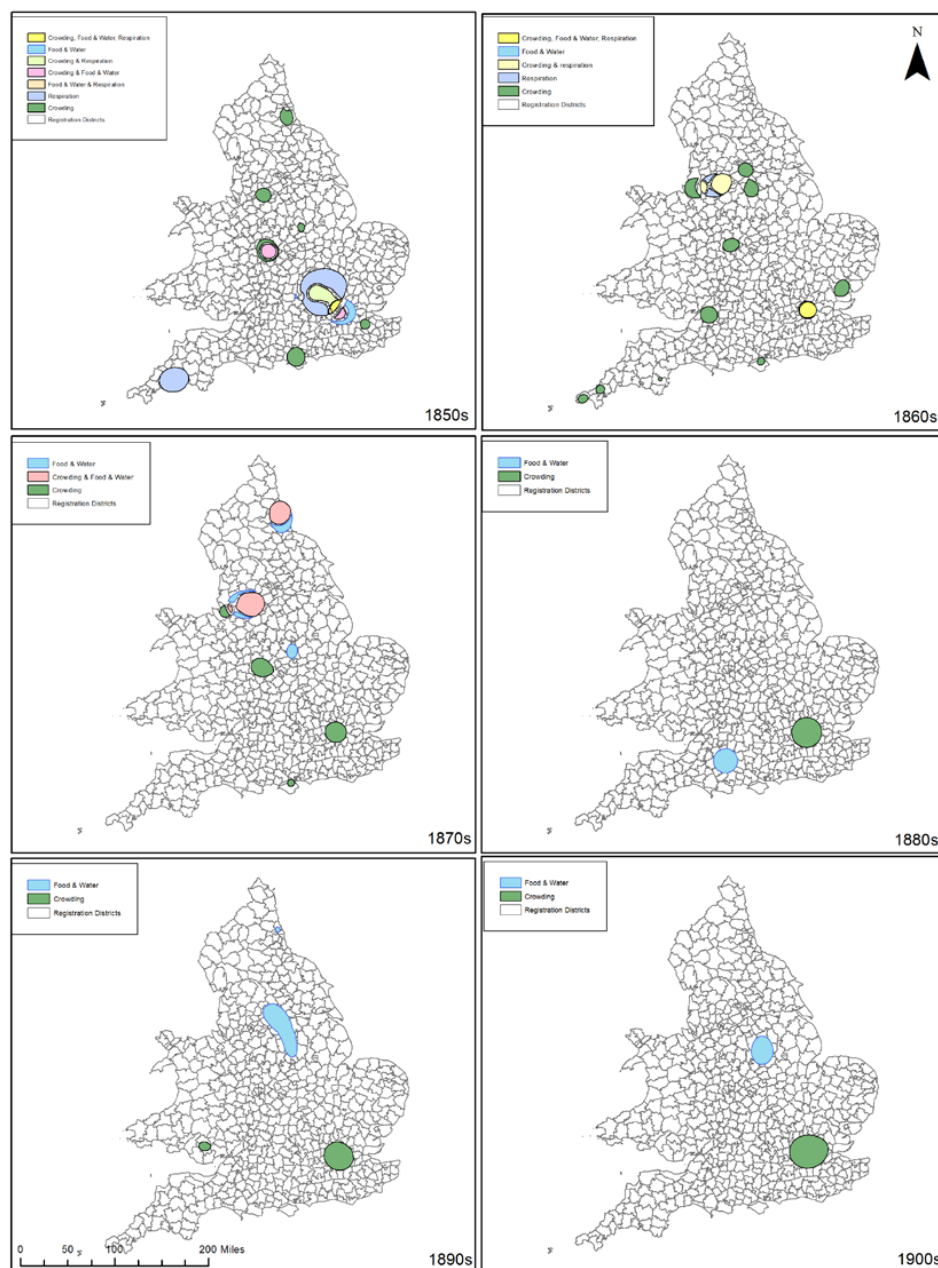 Crowding, Food & Water, Respiration
Food & Water
Crowding & Respiration
Crowding & Food & Water
Food & Water & Respiration
Respiration
Crowding
Registration Districts
1850s
Crowding, Food & Water, Respiration
Food & Water
Crowding & respiration
Respiration
Crowding
Registration Districts
N
1860s
Food & Water
Crowding & Food & Water
Crowding
Registration Districts
1870s
Food & Water
Crowding
Registration Districts
1880s
Food & Water
Crowding
Registration Districts
0 50 100 200 Miles
1890s
Food & Water
Crowding
Registration Districts
1900s